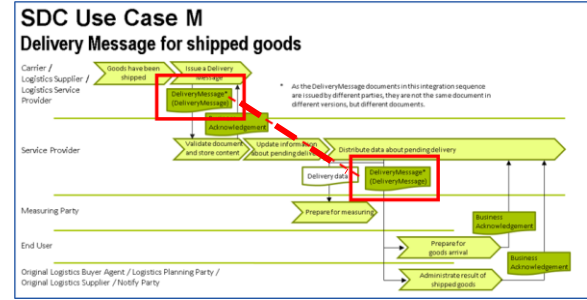 SDC Use Case M
Delivery Message for shipped goods
Carrier /
Logistics Supplier /
Logistics Service
Provider
Goods have been
shipped
Issue a Delivery
Message
* As the DeliveryMessage documents in this integration sequence
are issued by different parties, they are not the same document in
different versions, but different documents.
DeliveryMessage*
(DeliveryMessage)
Acknowledgement
Service Provider
Validate document
and store content
Update information
about pending delivery
Distribute data about pending delivery
Delivery data
DeliveryMessage*
(DeliveryMessage)
Measuring Party
Prepare for measuring
Business
Acknowledgement
End User
Prepare for
goods arrival
Business
Acknowledgement
Original Logistics Buyer Agent / Logistics Planning Party /
Original Logistics Supplier / Notify Party
Administrate result of
shipped goods